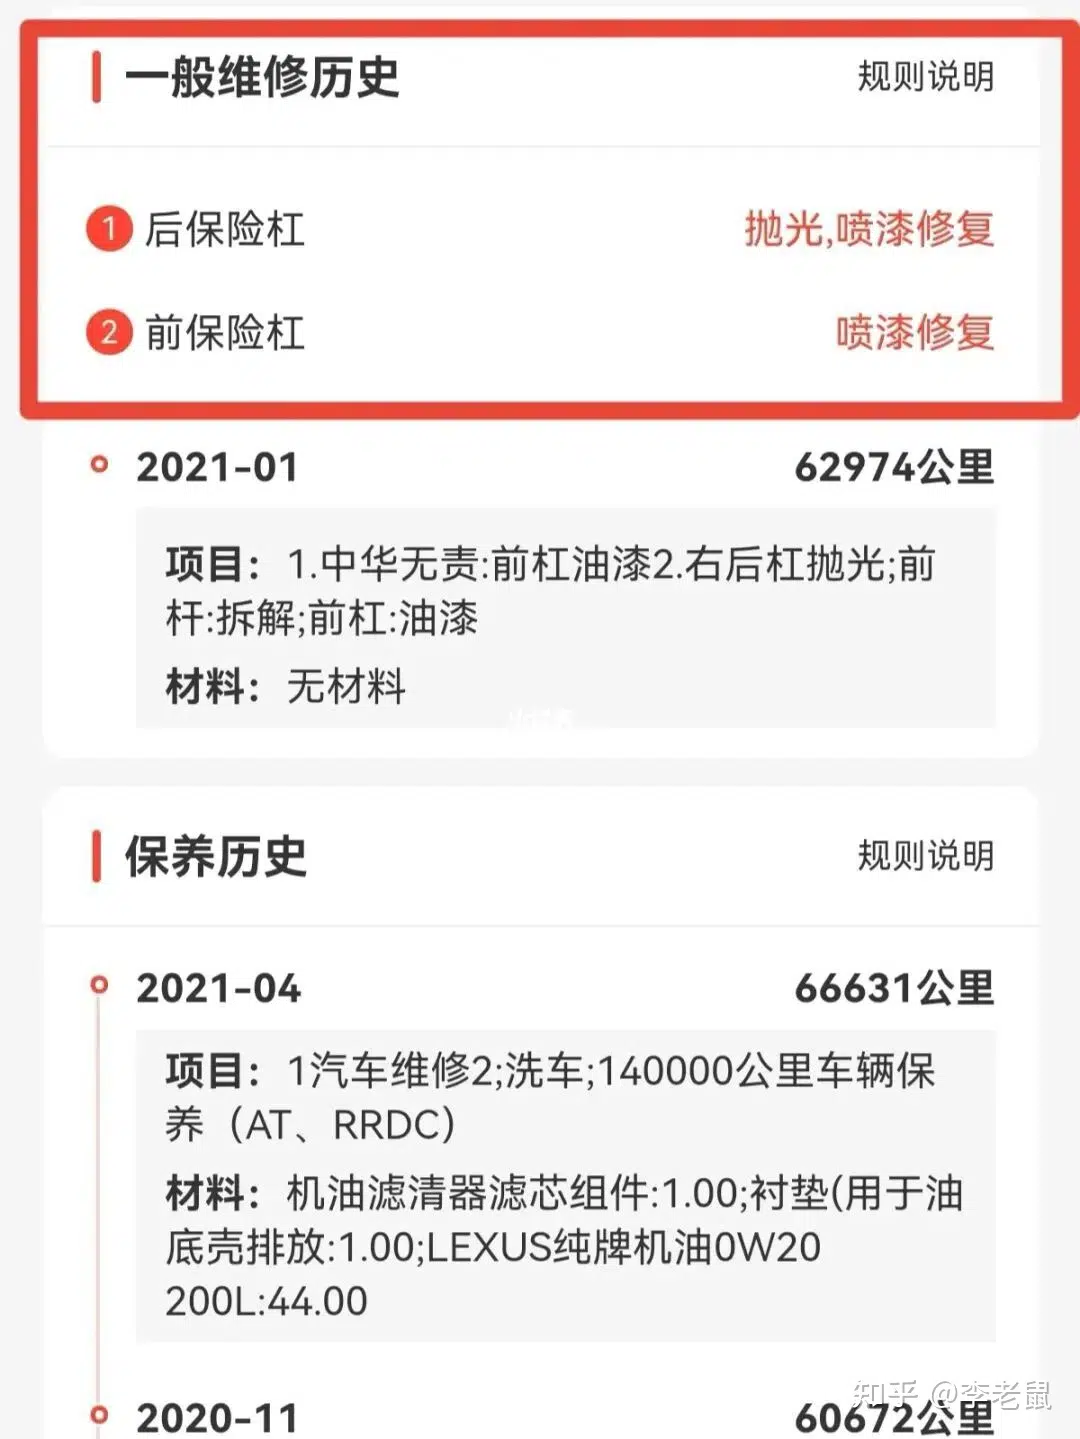 一般维修历史 规则说明
1 后保险杠 抛光,喷漆修复
2 前保险杠 喷漆修复
2021-01 62974公里
项目：1.中华无责:前杠油漆2.右后杠抛光;前
杆:拆解;前杠:油漆
材料：无材料
保养历史 规则说明
2021-04 66631公里
项目：1汽车维修2;洗车;140000公里车辆保
养（AT、RRDC）
材料：机油滤清器滤芯组件:1.00;衬垫(用于油
底壳排放:1.00;LEXUS纯牌机油0W20
200L:44.00
2020-11 60672公里
知乎 @李老鼠